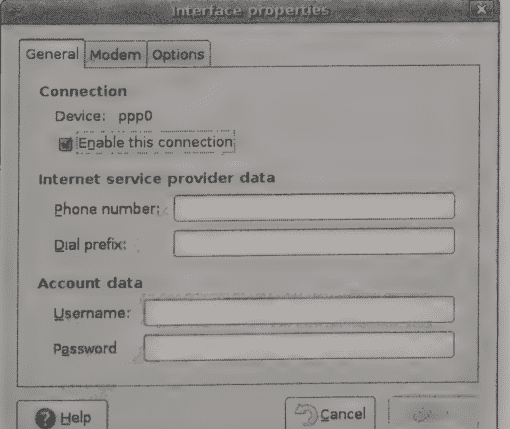 Interface properties
General Modem Options
Connection
Device: ppp0
Enable this connection
Internet service provider data
Phone number:
Dial prefix:
Account data
Username:
Password
Help Cancel